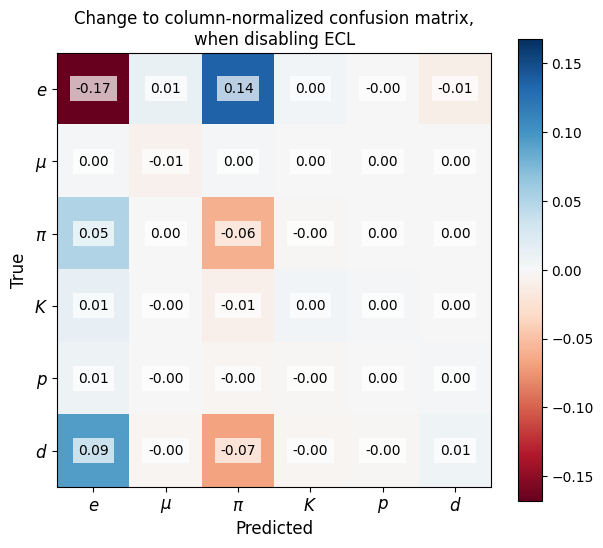 Change to column-normalized confusion matrix,
when disabling ECL
e -0.17 0.01 0.14 0.00 -0.00 -0.01
μ 0.00 -0.01 0.00 0.00 0.00 0.00
π 0.05 0.00 -0.06 -0.00 0.00 0.00
K 0.01 -0.00 -0.01 0.00 0.00 0.00
p 0.01 -0.00 -0.00 -0.00 0.00 0.00
d 0.09 -0.00 -0.07 -0.00 -0.00 0.01
e μ π K p d
Predicted
True
0.15
0.10
0.05
0.00
−0.05
−0.10
−0.15